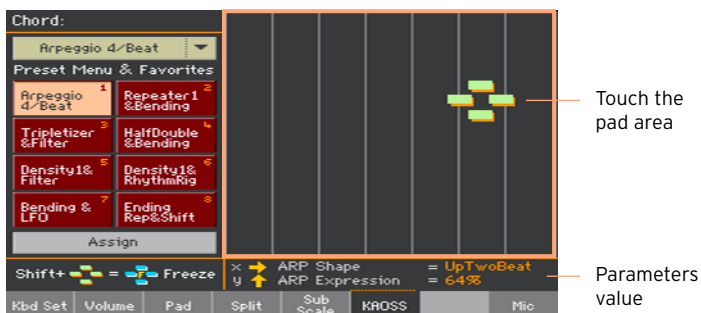 Chord:
Arpeggio 4/Beat
Preset Menu & Favorites
Arpeggio 4/Beat 1
Repeater1 &Bending 2
Tripletizer &Filter 3
HalfDouble &Bending 4
Density1& Filter 5
Density1& RhythmRig 6
Bending & LFO 7
Ending Rep&Shift 8
Assign
Shift+ = F Freeze
x ARP Shape = UpTwoBeat
y ARP Expression = 64%
Kbd Set Volume Pad Split Sub Scale KAOSS Mic
Touch the
pad area
Parameters
value